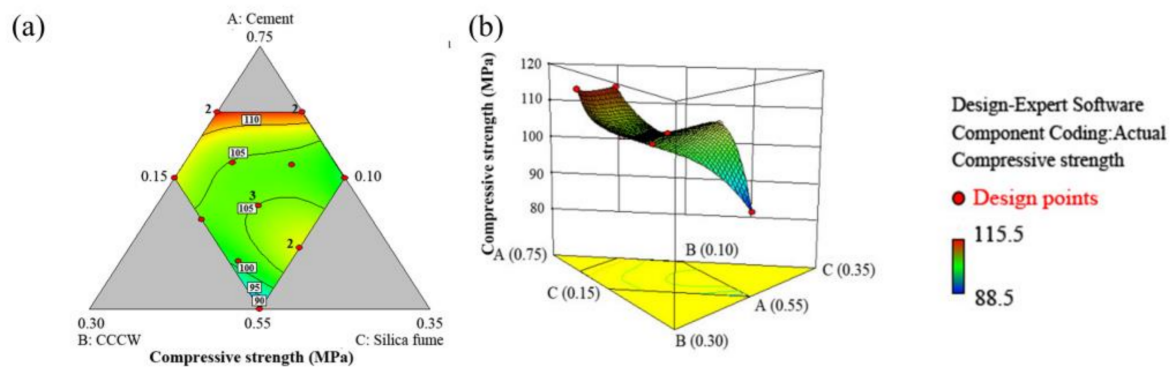 (a)
A: Cement
0.75
2
2
110
105
0.15
0.10
3
105
2
100
95
90
0.30
0.55
0.35
B: CCCW
C: Silica fume
Compressive strength (MPa)
(b)
Compressive strength (MPa)
120
110
100
90
80
A (0.75)
B (0.10)
C (0.35)
C (0.15)
A (0.55)
B (0.30)
Design-Expert Software
Component Coding:Actual
Compressive strength
Design points
115.5
88.5